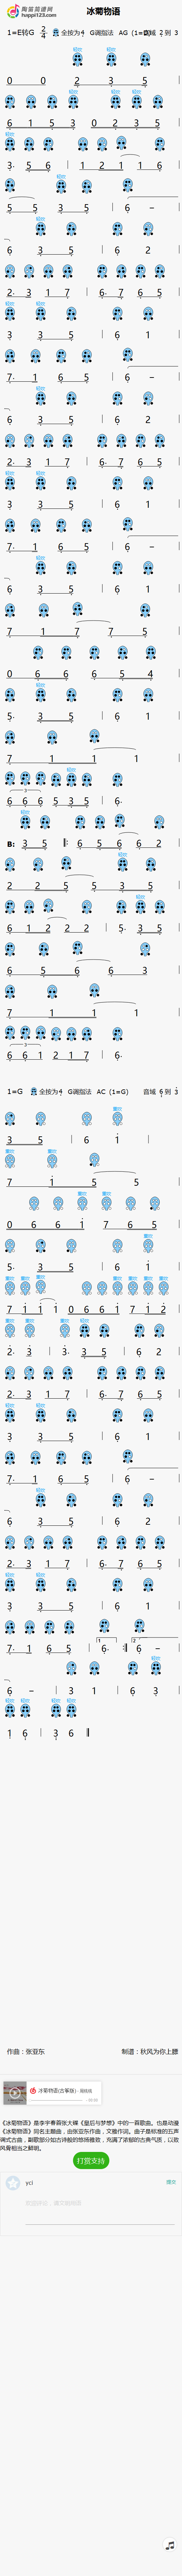 陶笛简谱网
huppi123.com
冰菊物语
1=E转G 2/4 全按为4 G调指法 AG (1=G) 音域 2 到 3
轻吹 轻吹
0 0 2 3 5
6 1 5 3 0 2 3 5
3· 5 6 1 2 1 1 6
5 5 3 5 6 –
6 3 5 6 2
2· 3 1 7 6· 7 6 5
3 3 5 6 1
7· 1 6 5 6 –
6 3 5 6 2
2· 3 1 7 6· 7 6 5
3 3 5 6 1
7· 1 6 5 6 –
6 3 5 6 1
7 1 7 7 5
0 6 6 6 5 4
5· 3 5 6 1
7 1 1 1
6 6 6 5 3 5 6·
B: 3 5 6 5 6 6 2
2 2 5 5 3 5
6 1 2 2 2 5· 3 5
6 5 6 6 3
7 1 1 1
6 6 1 2 1 7 6·
1=G 全按为4 G调指法 AC (1=G) 音域 6 到 3
3 5 6 1
7 1 5 5
0 6 6 1 7 6 5
5· 3 5 6 1
7 1 1 1 0 6 6 1 7 1 2
2· 3 3· 3 5 6 2
2· 3 1 7 6· 7 6 5
3 3 5 6 1
7· 1 6 5 6 –
6 3 5 6 2
2· 3 1 7 6· 7 6 5
3 3 5 6 1
7· 1 6 5 6· 6 –
6 – 3 1 6 3
1 6 3 6
作曲：张亚东 制谱：秋风为你上膘
冰菊物语(古筝版)
《冰菊物语》是李宇春首张大碟《皇后与梦想》中的一首歌曲。也是动漫
《冰菊物语》同名主题曲，由张亚东作曲，文雅作词。曲子是标准的五声
调式古曲，副歌部分如古诗般的悠扬雅致，充满了浓郁的古典气质，以致
风骨相当之鲜明。
打赏支持
yci 爬文